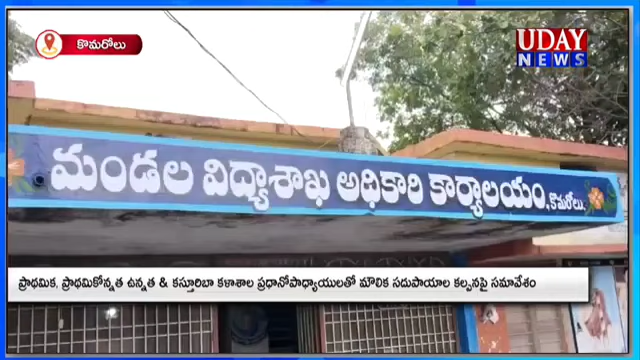 కొమరోలు
UDAY
NEWS
మండల విద్యాశాఖ అధికారి కార్యాలయం, కొమరోలు.
ప్రాథమిక, ప్రాథమికోన్నత ఉన్నత & కస్తూరిబా కళాశాల ప్రధానోపాధ్యాయులతో మౌలిక సదుపాయాల కల్పనపై సమావేశం